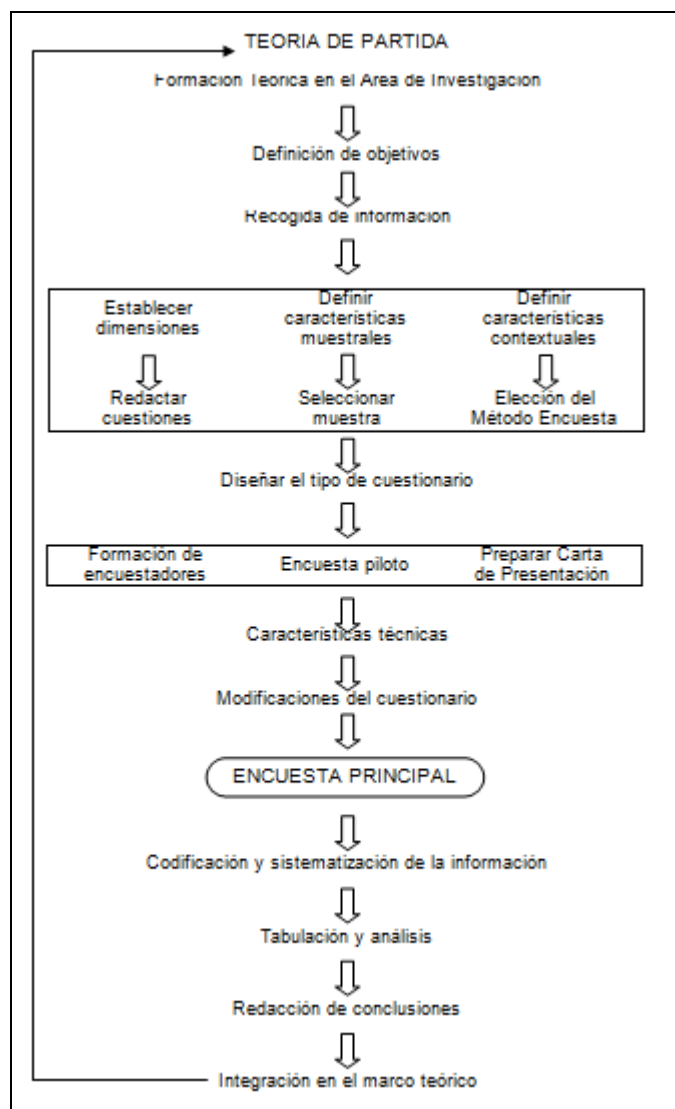 TEORIA DE PARTIDA
Formación Teórica en el Area de Investigación
Definición de objetivos
Recogida de información
Establecer
dimensiones
Definir
características
muestrales
Definir
características
contextuales
Redactar
cuestiones
Seleccionar
muestra
Elección del
Método Encuesta
Diseñar el tipo de cuestionario
Formación de
encuestadores
Encuesta piloto
Preparar Carta
de Presentación
Características técnicas
Modificaciones del cuestionario
ENCUESTA PRINCIPAL
Codificación y sistematización de la información
Tabulación y análisis
Redacción de conclusiones
Integración en el marco teórico